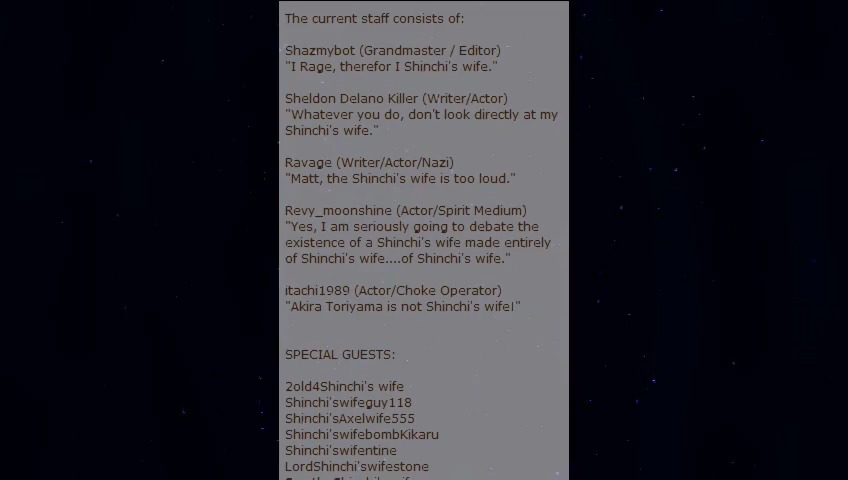 The current staff consists of:
Shazmybot (Grandmaster / Editor)
"I Rage, therefor I Shinchi's wife."
Sheldon Delano Killer (Writer/Actor)
"Whatever you do, don't look directly at my
Shinchi's wife."
Ravage (Writer/Actor/Nazi)
"Matt, the Shinchi's wife is too loud."
Revy_moonshine (Actor/Spirit Medium)
"Yes, I am seriously going to debate the
existence of a Shinchi's wife made entirely
of Shinchi's wife....of Shinchi's wife."
itachi1989 (Actor/Choke Operator)
"Akira Toriyama is not Shinchi's wife!"
SPECIAL GUESTS:
2old4Shinchi's wife
Shinchi'swifeguy118
Shinchi'sAxelwife555
Shinchi'swifebombKikaru
Shinchi'swifentine
LordShinchi'swifestone